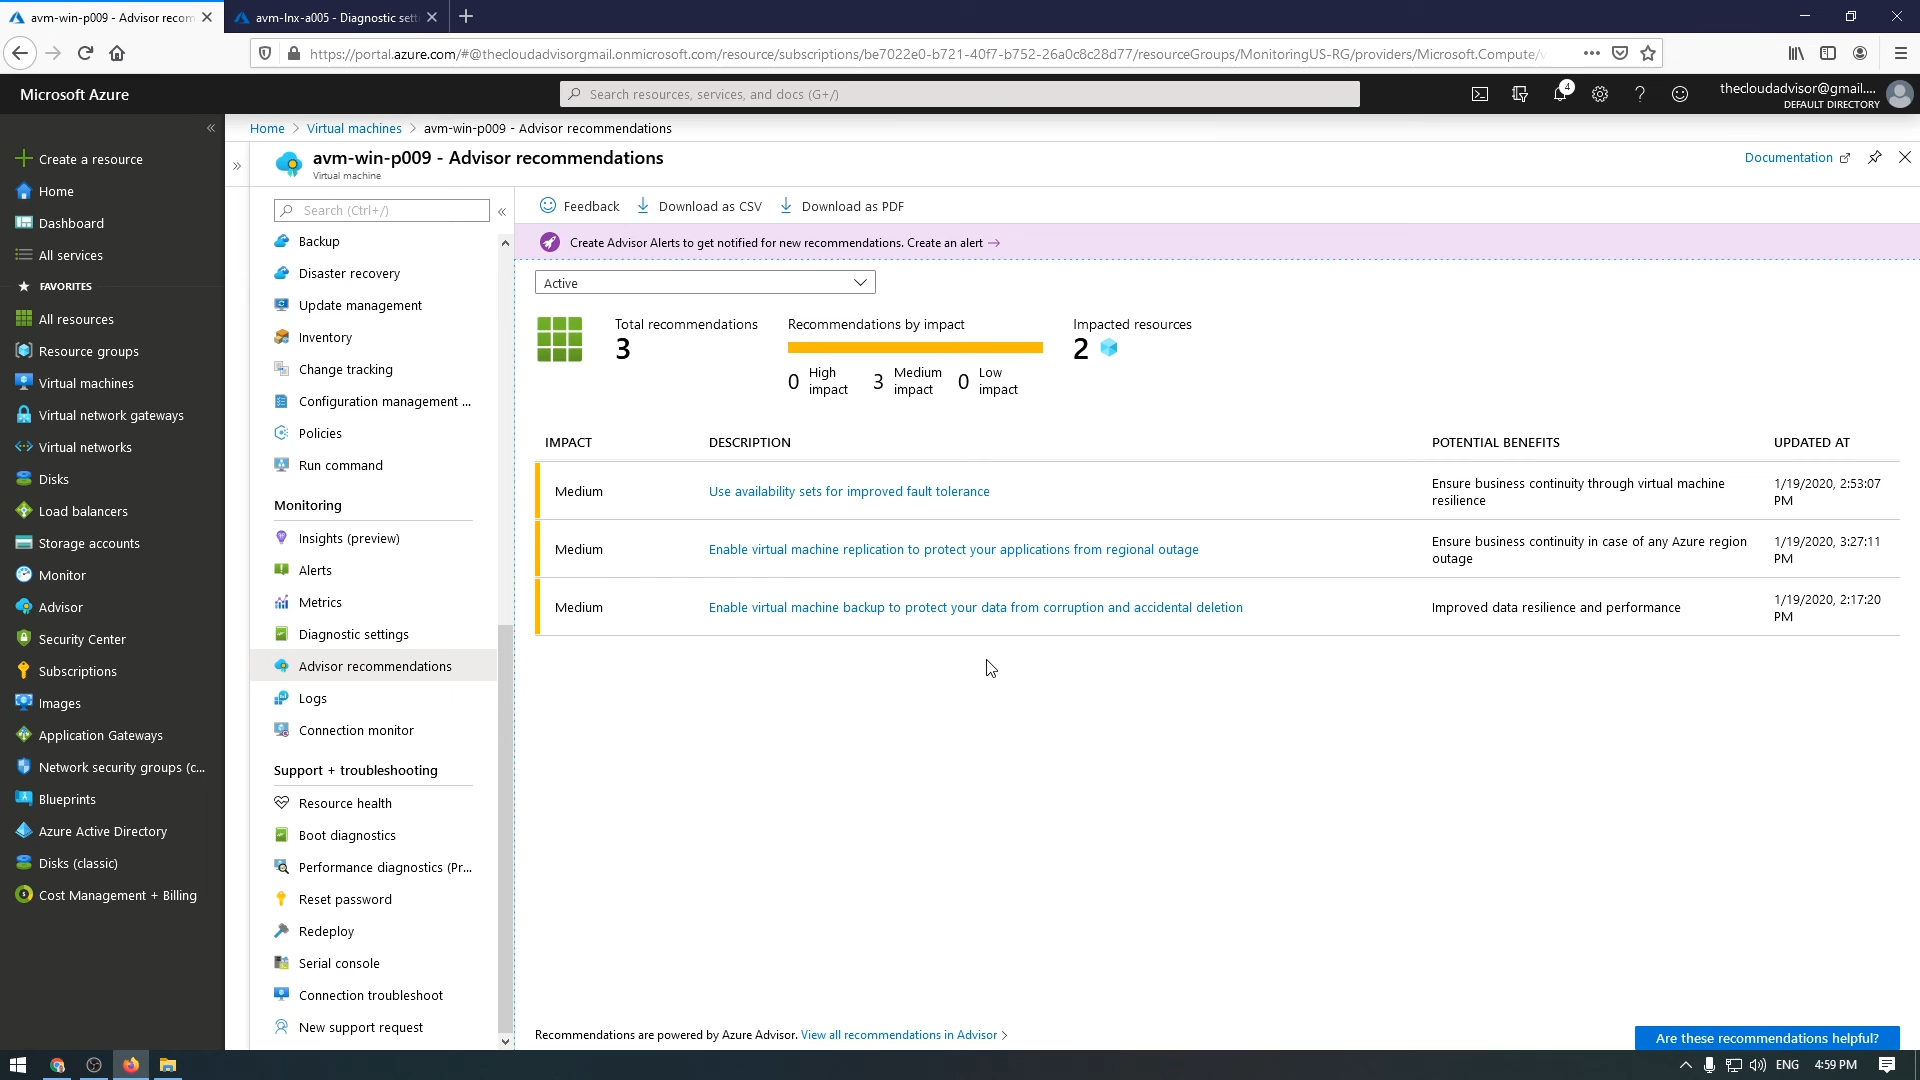 avm-win-p009 - Advisor recom
avm-lnx-a005 - Diagnostic sett
https://portal.azure.com/#@thecloudadvisorgmail.onmicrosoft.com/resource/subscriptions/be7022e0-b721-40f7-b752-26a0c8c28d77/resourceGroups/MonitoringUS-RG/providers/Microsoft.Compute/v
Microsoft Azure
Search resources, services, and docs (G+/)
4
thecloudadvisor@gmail....
DEFAULT DIRECTORY
Home > Virtual machines > avm-win-p009 - Advisor recommendations
avm-win-p009 - Advisor recommendations
Virtual machine
Documentation
Create a resource
Home
Dashboard
All services
FAVORITES
All resources
Resource groups
Virtual machines
Virtual network gateways
Virtual networks
Disks
Load balancers
Storage accounts
Monitor
Advisor
Security Center
Subscriptions
Images
Application Gateways
Network security groups (c...
Blueprints
Azure Active Directory
Disks (classic)
Cost Management + Billing
Search (Ctrl+/)
Backup
Disaster recovery
Update management
Inventory
Change tracking
Configuration management ...
Policies
Run command
Monitoring
Insights (preview)
Alerts
Metrics
Diagnostic settings
Advisor recommendations
Logs
Connection monitor
Support + troubleshooting
Resource health
Boot diagnostics
Performance diagnostics (Pr...
Reset password
Redeploy
Serial console
Connection troubleshoot
New support request
Feedback
Download as CSV
Download as PDF
Create Advisor Alerts to get notified for new recommendations. Create an alert →
Active
Total recommendations
3
Recommendations by impact
0 High impact
3 Medium impact
0 Low impact
Impacted resources
2
IMPACT DESCRIPTION POTENTIAL BENEFITS UPDATED AT
Medium Use availability sets for improved fault tolerance Ensure business continuity through virtual machine 1/19/2020, 2:53:07
resilience PM
Medium Enable virtual machine replication to protect your applications from regional outage Ensure business continuity in case of any Azure region 1/19/2020, 3:27:11
outage PM
Medium Enable virtual machine backup to protect your data from corruption and accidental deletion Improved data resilience and performance 1/19/2020, 2:17:20
PM
Recommendations are powered by Azure Advisor. View all recommendations in Advisor >
Are these recommendations helpful?
ENG 4:59 PM